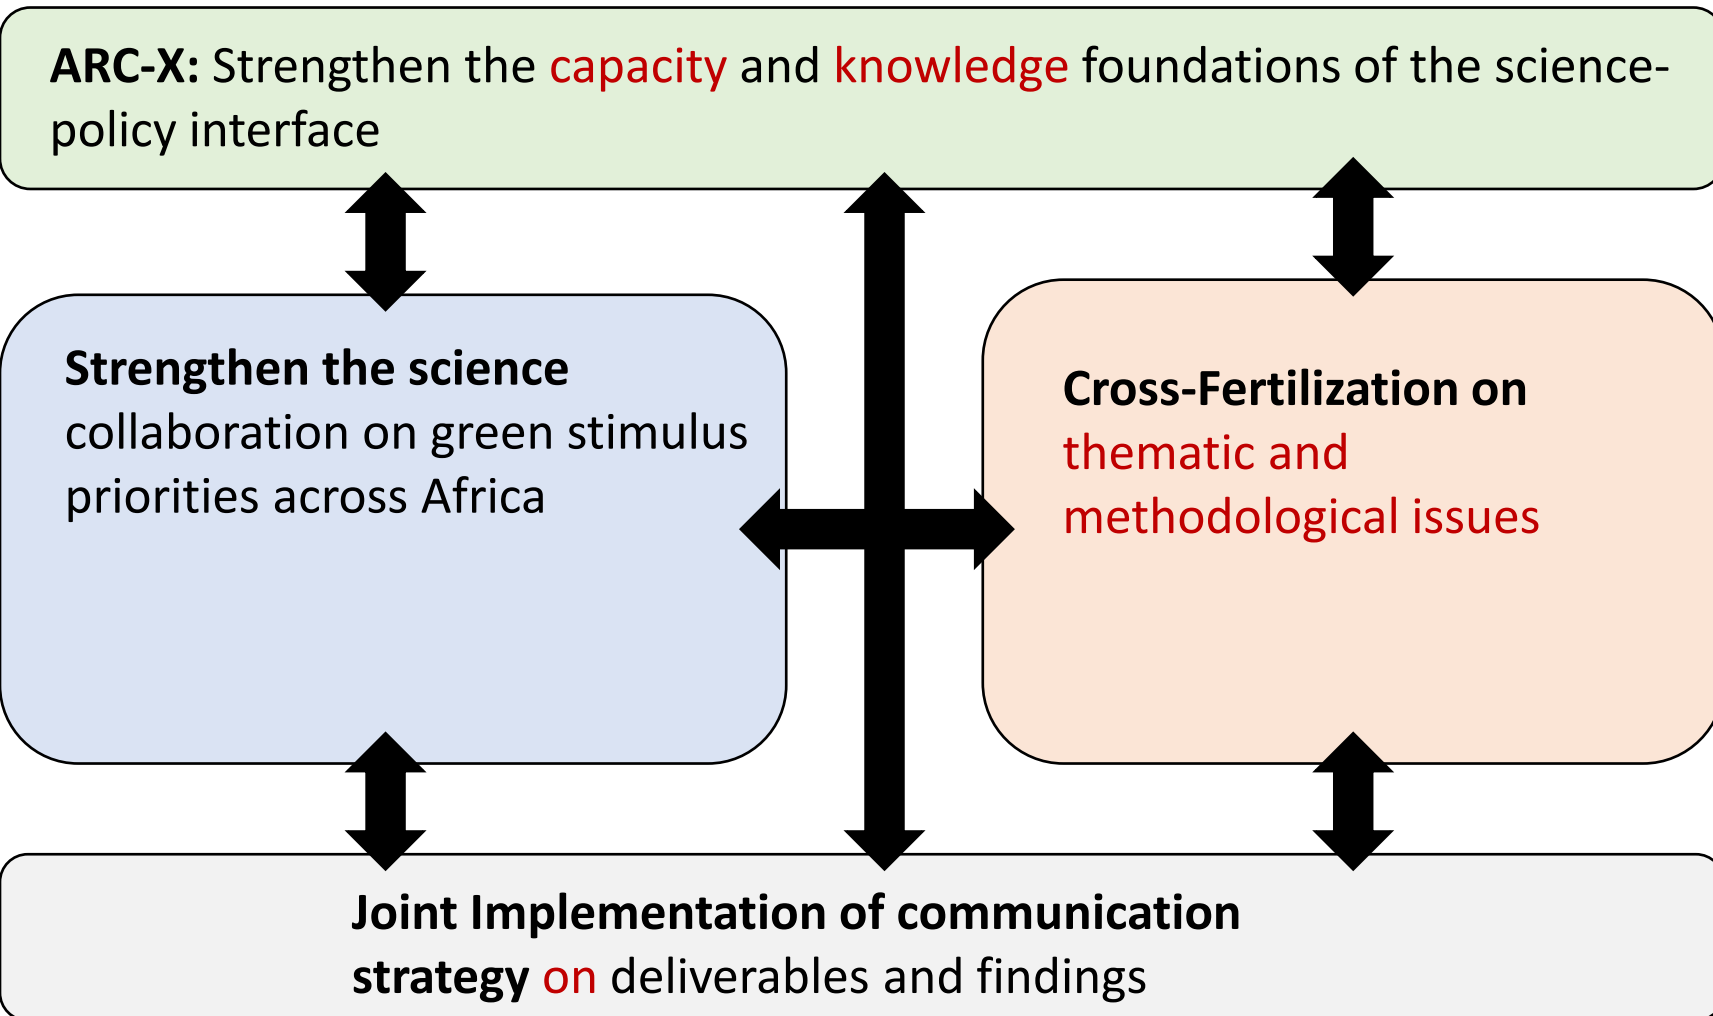 ARC-X: Strengthen the capacity and knowledge foundations of the science-
policy interface
Strengthen the science
collaboration on green stimulus
priorities across Africa
Cross-Fertilization on
thematic and
methodological issues
Joint Implementation of communication
strategy on deliverables and findings